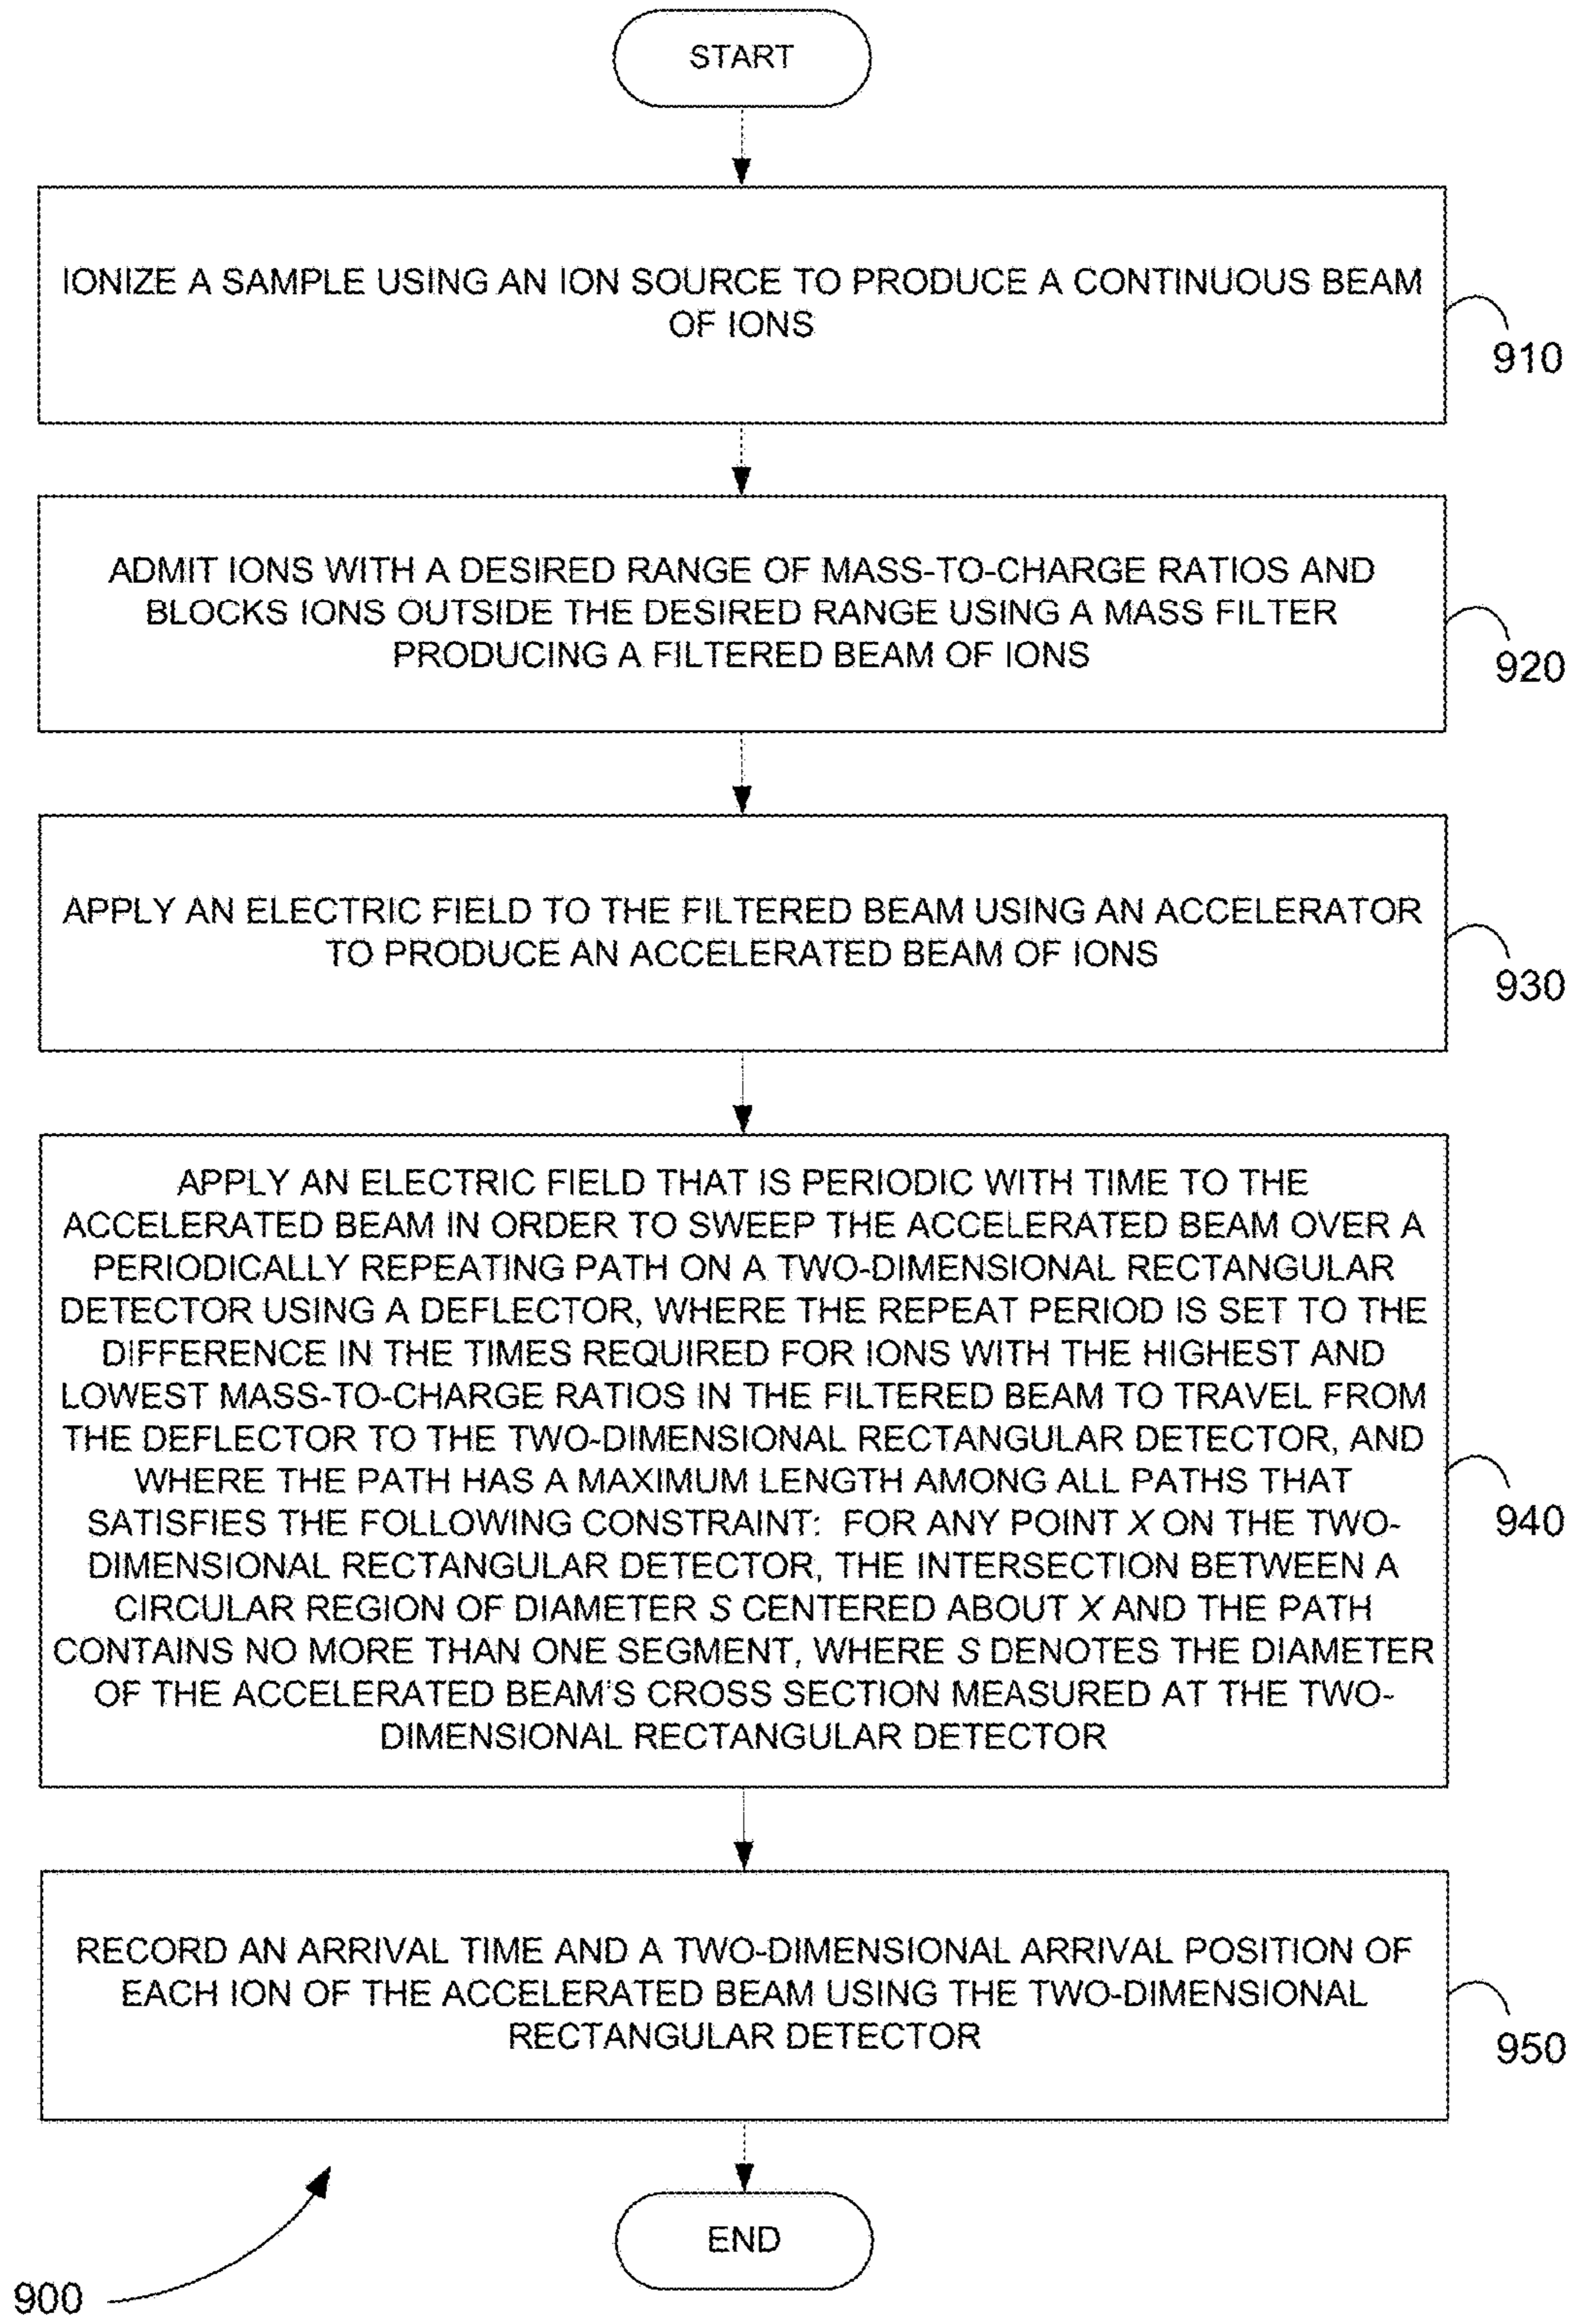 START
IONIZE A SAMPLE USING AN ION SOURCE TO PRODUCE A CONTINUOUS BEAM
OF IONS
910
ADMIT IONS WITH A DESIRED RANGE OF MASS-TO-CHARGE RATIOS AND
BLOCKS IONS OUTSIDE THE DESIRED RANGE USING A MASS FILTER
PRODUCING A FILTERED BEAM OF IONS
920
APPLY AN ELECTRIC FIELD TO THE FILTERED BEAM USING AN ACCELERATOR
TO PRODUCE AN ACCELERATED BEAM OF IONS
930
APPLY AN ELECTRIC FIELD THAT IS PERIODIC WITH TIME TO THE
ACCELERATED BEAM IN ORDER TO SWEEP THE ACCELERATED BEAM OVER A
PERIODICALLY REPEATING PATH ON A TWO-DIMENSIONAL RECTANGULAR
DETECTOR USING A DEFLECTOR, WHERE THE REPEAT PERIOD IS SET TO THE
DIFFERENCE IN THE TIMES REQUIRED FOR IONS WITH THE HIGHEST AND
LOWEST MASS-TO-CHARGE RATIOS IN THE FILTERED BEAM TO TRAVEL FROM
THE DEFLECTOR TO THE TWO-DIMENSIONAL RECTANGULAR DETECTOR, AND
WHERE THE PATH HAS A MAXIMUM LENGTH AMONG ALL PATHS THAT
SATISFIES THE FOLLOWING CONSTRAINT: FOR ANY POINT X ON THE TWO-
DIMENSIONAL RECTANGULAR DETECTOR, THE INTERSECTION BETWEEN A
CIRCULAR REGION OF DIAMETER S CENTERED ABOUT X AND THE PATH
CONTAINS NO MORE THAN ONE SEGMENT, WHERE S DENOTES THE DIAMETER
OF THE ACCELERATED BEAM'S CROSS SECTION MEASURED AT THE TWO-
DIMENSIONAL RECTANGULAR DETECTOR
940
RECORD AN ARRIVAL TIME AND A TWO-DIMENSIONAL ARRIVAL POSITION OF
EACH ION OF THE ACCELERATED BEAM USING THE TWO-DIMENSIONAL
RECTANGULAR DETECTOR
950
END
900